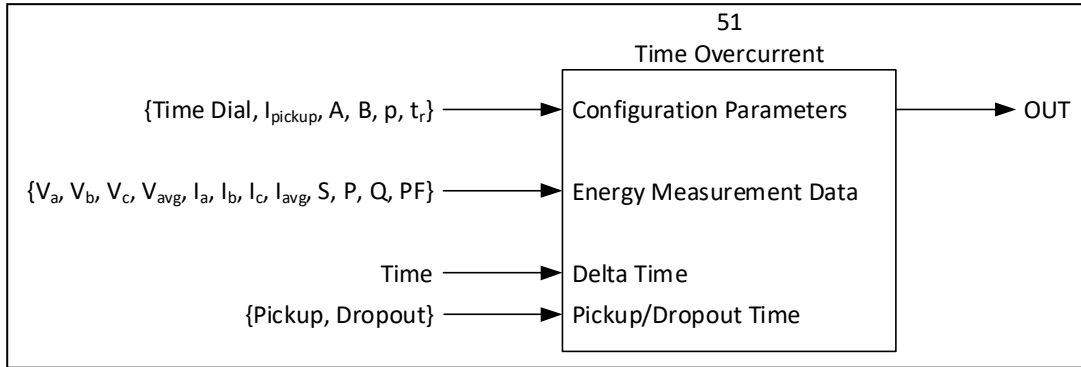 51
Time Overcurrent
{Time Dial, Ipickup, A, B, p, tr} Configuration Parameters OUT
{Va, Vb, Vc, Vavg, Ia, Ib, Ic, Iavg, S, P, Q, PF} Energy Measurement Data
Time Delta Time
{Pickup, Dropout} Pickup/Dropout Time